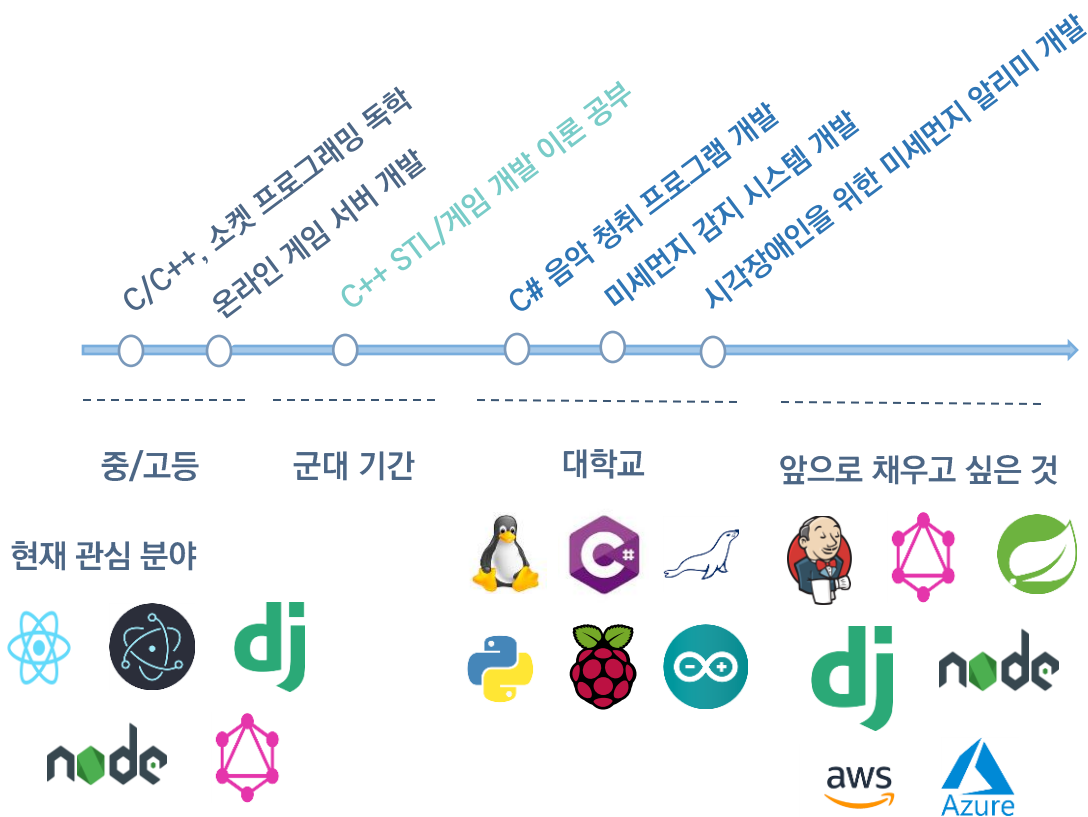 C/C++, 소켓 프로그래밍 독학
온라인 게임 서버 개발
C++ STL/게임 개발 이론 공부
C# 음악 청취 프로그램 개발
미세먼지 감지 시스템 개발
시각장애인을 위한 미세먼지 알리미 개발
중/고등
군대 기간
대학교
앞으로 채우고 싶은 것
현재 관심 분야
C#
dj
node
dj
node
aws
Azure